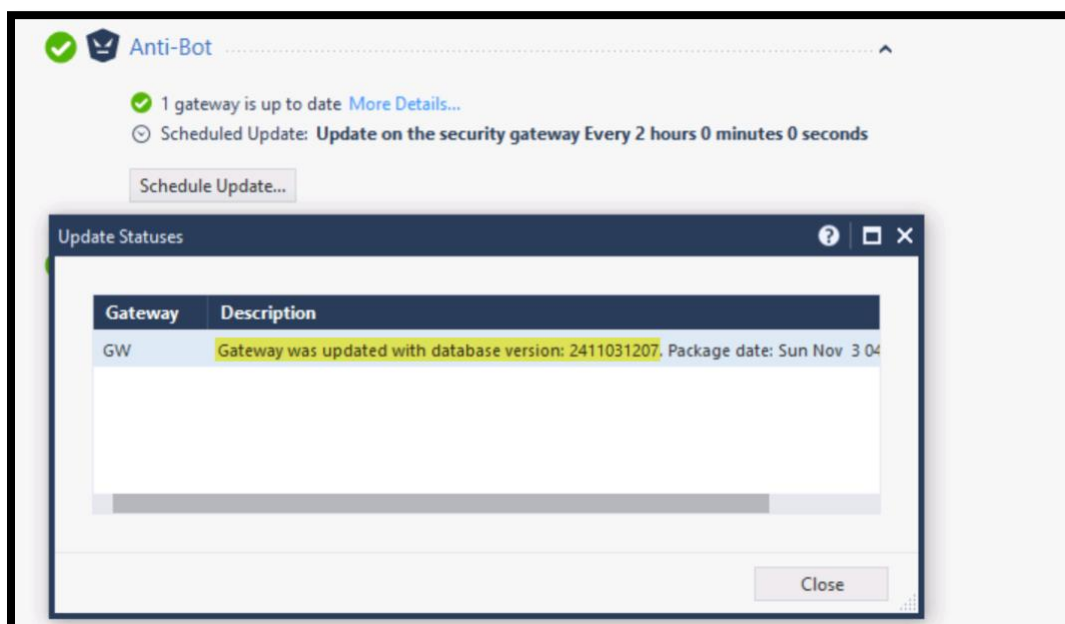 Anti-Bot
1 gateway is up to date More Details...
Scheduled Update: Update on the security gateway Every 2 hours 0 minutes 0 seconds
Schedule Update...
Update Statuses
Gateway Description
GW Gateway was updated with database version: 2411031207. Package date: Sun Nov 3 04
Close